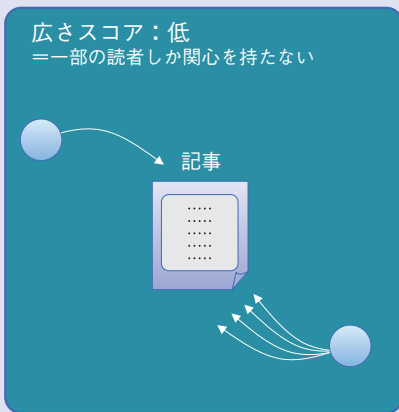 広さスコア：低
＝一部の読者しか関心を持たない
記事